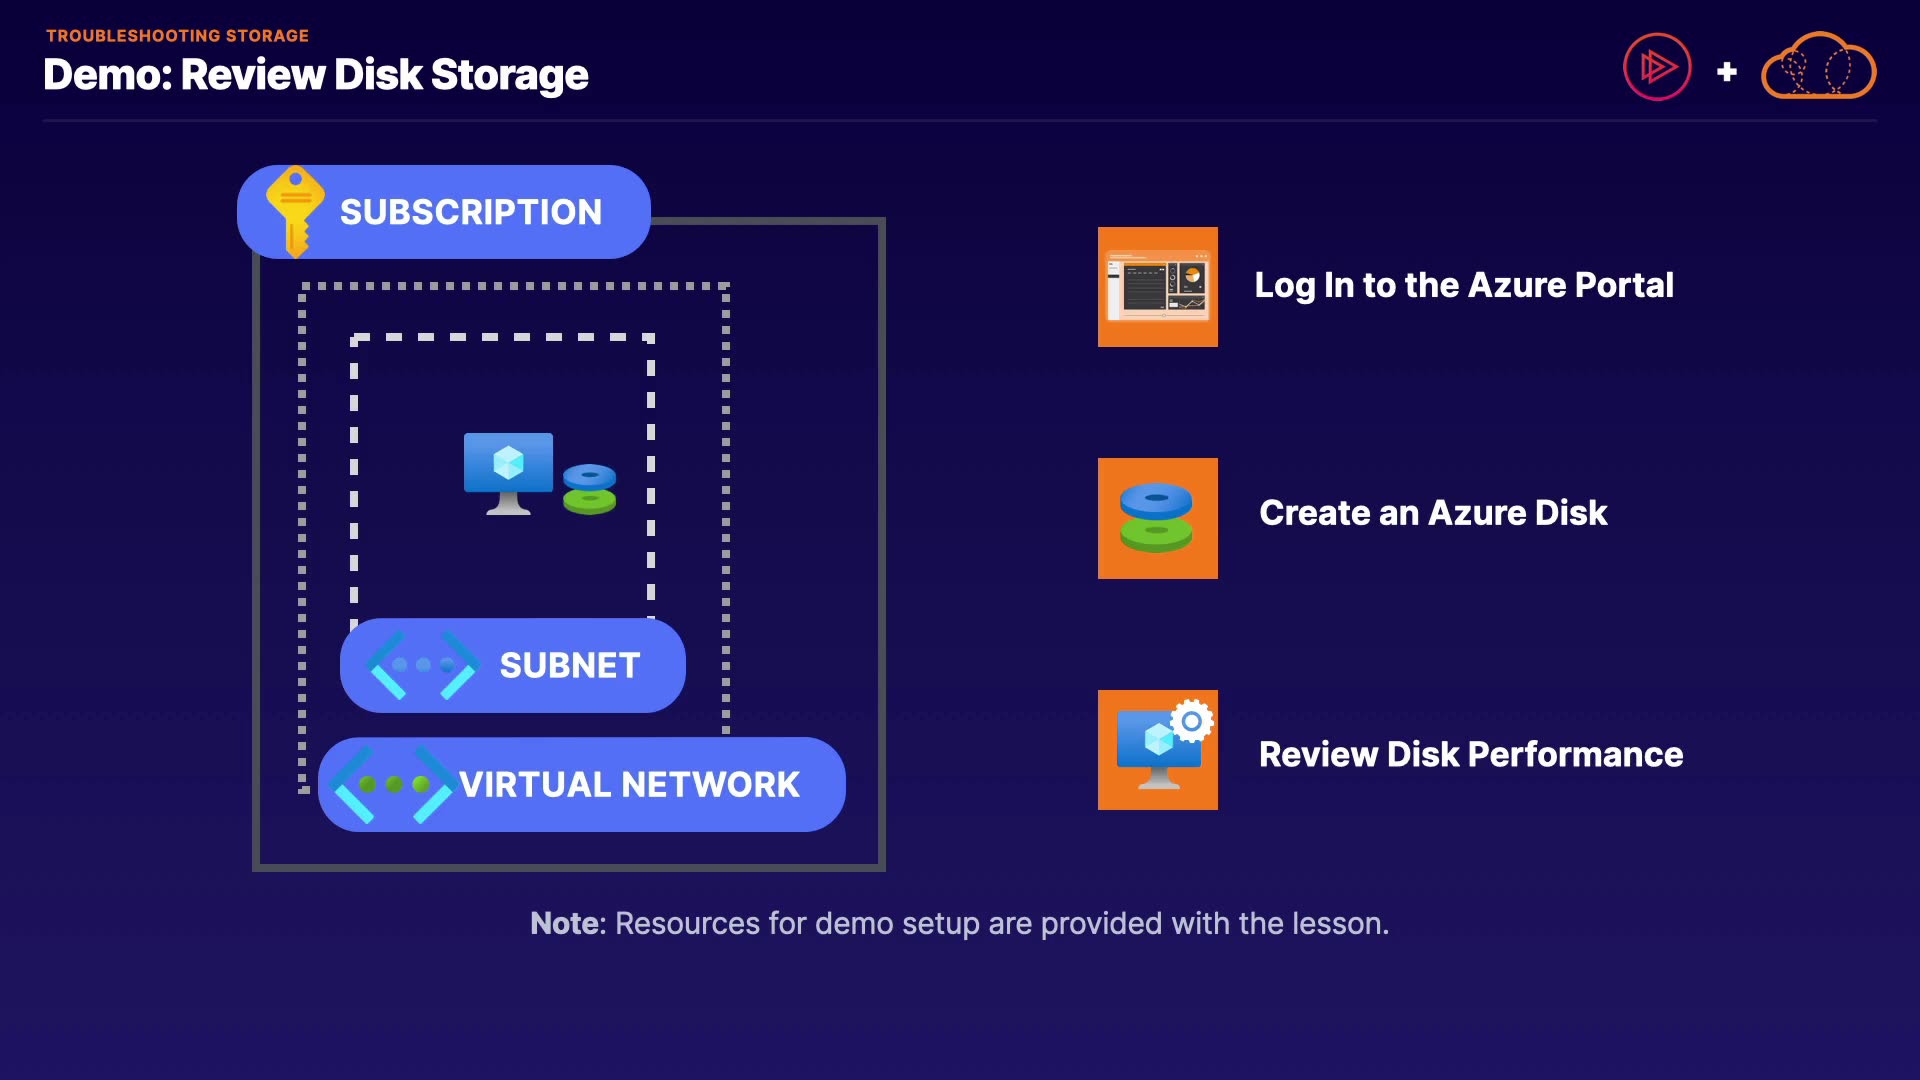 TROUBLESHOOTING STORAGE
Demo: Review Disk Storage
SUBSCRIPTION
SUBNET
VIRTUAL NETWORK
Log In to the Azure Portal
Create an Azure Disk
Review Disk Performance
Note: Resources for demo setup are provided with the lesson.